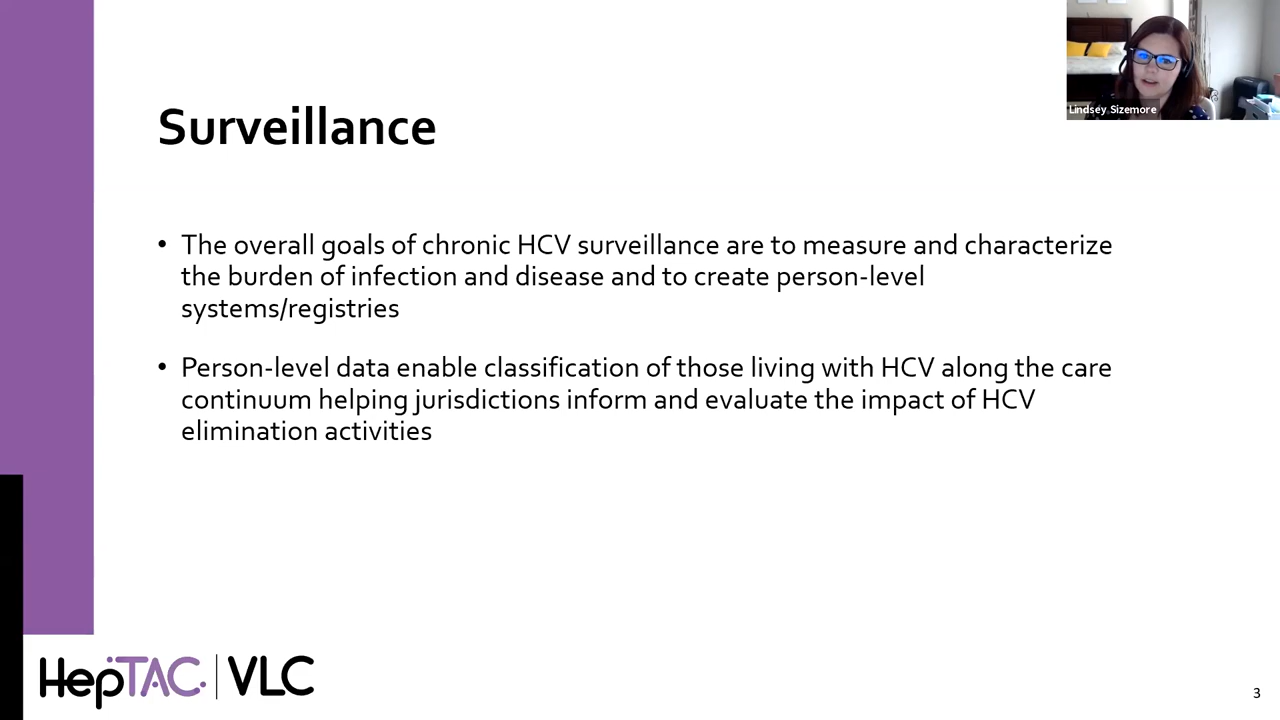 Lindsey Sizemore
Surveillance
• The overall goals of chronic HCV surveillance are to measure and characterize
the burden of infection and disease and to create person-level
systems/registries
• Person-level data enable classification of those living with HCV along the care
continuum helping jurisdictions inform and evaluate the impact of HCV
elimination activities
HepTAC | VLC
3